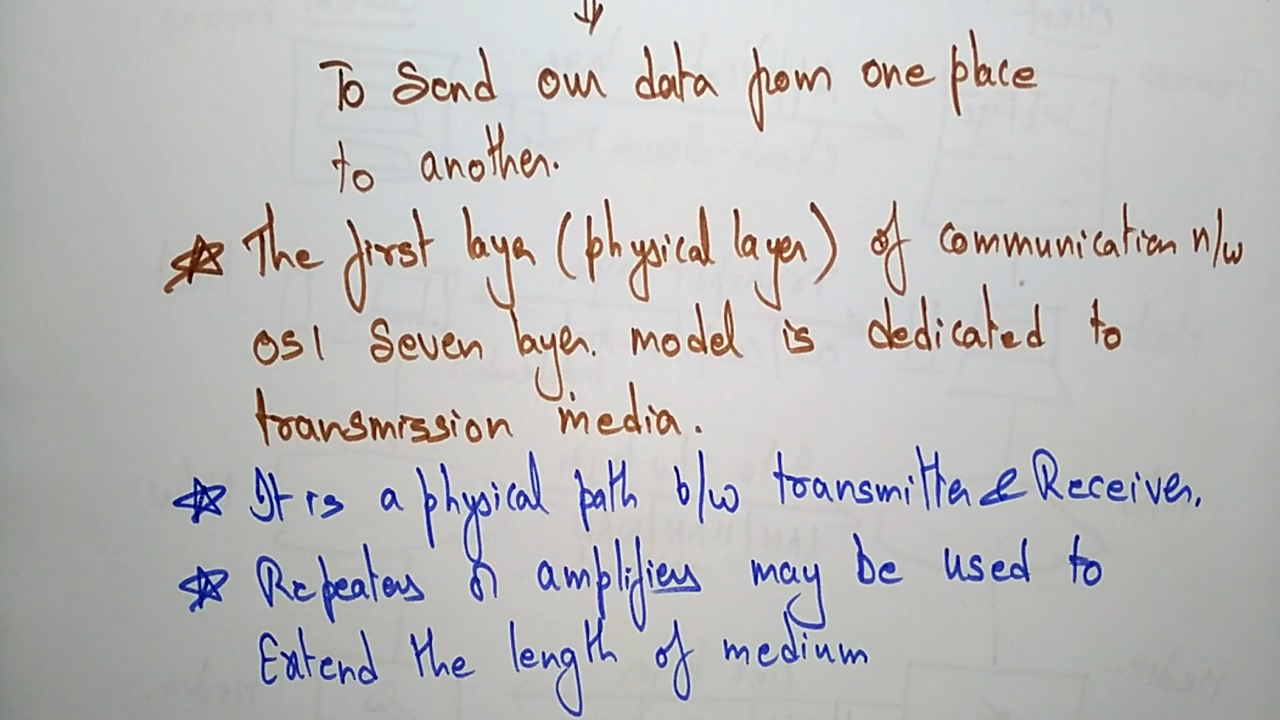 To Send our data from one place
to another.
The first layer (physical layer) of communication n/w
OSI Seven layer. model is dedicated to
transmission media.
It is a physical path b/w transmitter & Receiver.
Repeaters or amplifiers may be used to
Extend the length of medium